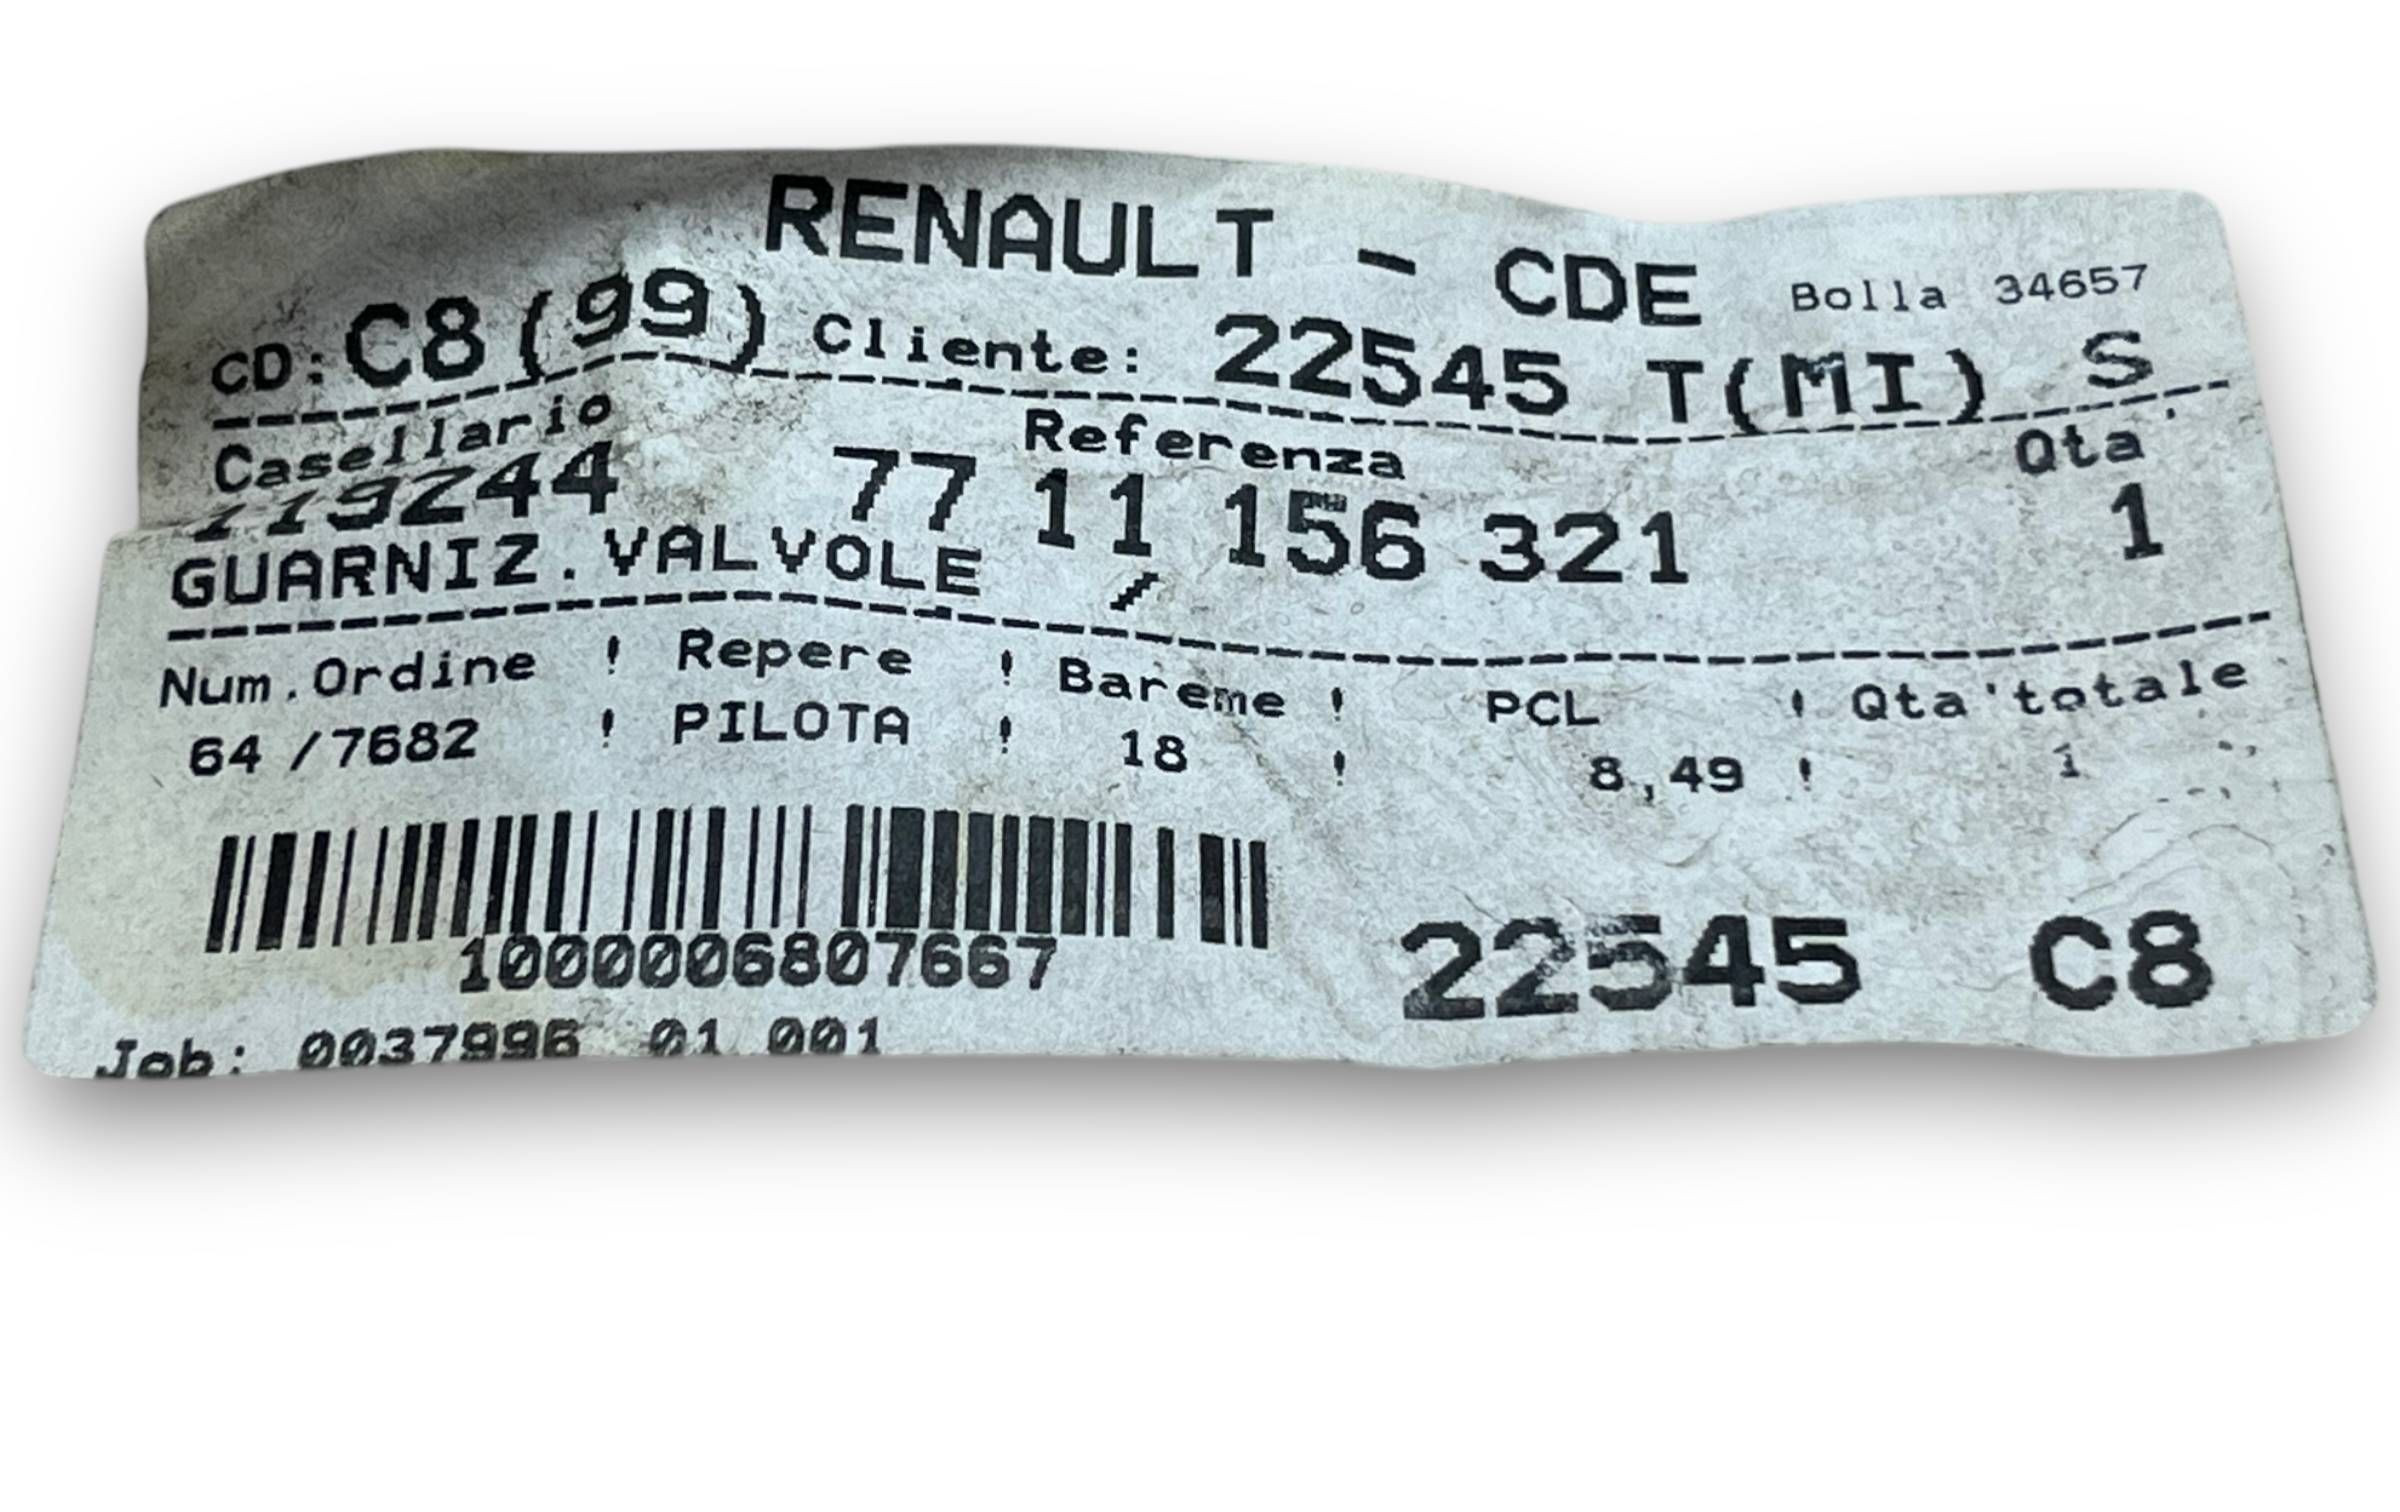 RENAULT - CDE Bolla 34657
CD: C8 (99) Cliente: 22545 T(MI) S
Casellario Referenza Qta'
77 11 156 321 1
GUARNIZ.VALVOLE /
Num.Ordine ! Repere ! Bareme ! PCL ! Qta'totale
64 /7682 ! PILOTA ! 18 ! 8,49 ! 1
1000006807667
22545 C8
Job: 0037996 01 001